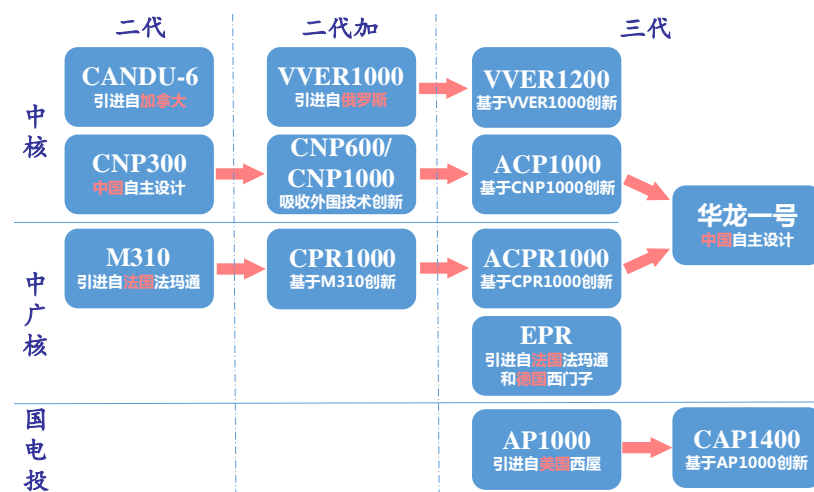 二代
二代加
三代
中核
CANDU-6
引进自加拿大
VVER1000
引进自俄罗斯
VVER1200
基于VVER1000创新
CNP300
中国自主设计
CNP600/
CNP1000
吸收外国技术创新
ACP1000
基于CNP1000创新
华龙一号
中国自主设计
中广核
M310
引进自法国法玛通
CPR1000
基于M310创新
ACPR1000
基于CPR1000创新
EPR
引进自法国法玛通
和德国西门子
国电投
AP1000
引进自美国西屋
CAP1400
基于AP1000创新